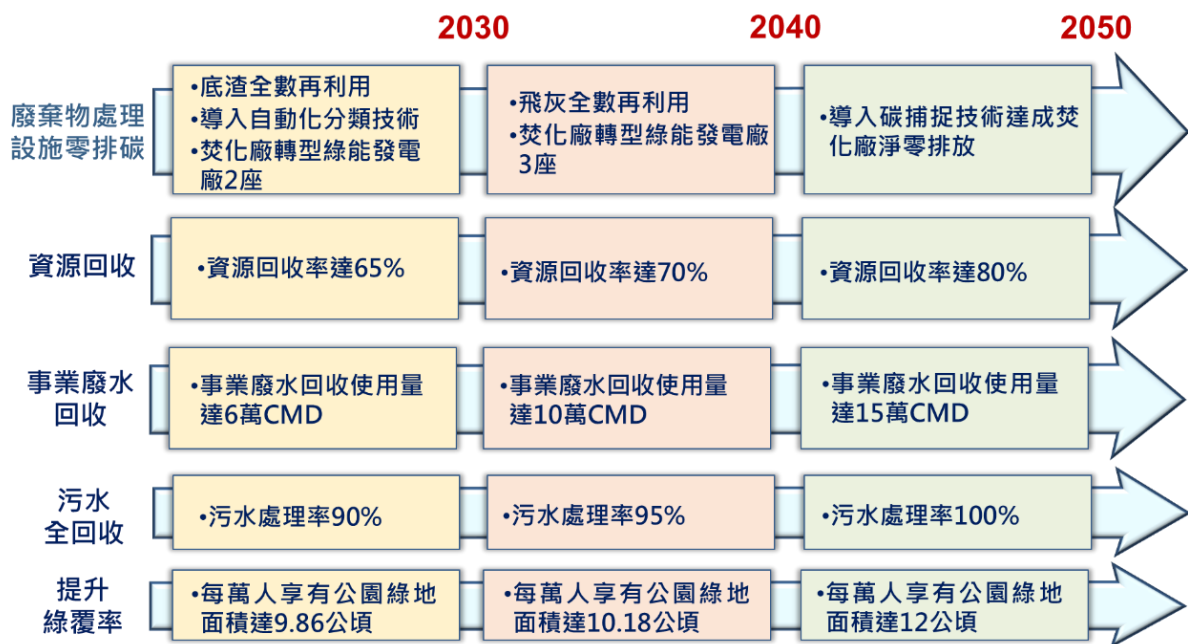 2030
2040
2050
廢棄物處理
設施零排碳
•底渣全數再利用
•導入自動化分類技術
•焚化廠轉型綠能發電
廠2座
•飛灰全數再利用
•焚化廠轉型綠能發電廠
3座
•導入碳捕捉技術達成焚
化廠淨零排放
資源回收
•資源回收率達65%
•資源回收率達70%
•資源回收率達80%
事業廢水
回收
•事業廢水回收使用量
達6萬CMD
•事業廢水回收使用量
達10萬CMD
•事業廢水回收使用量
達15萬CMD
污水
全回收
•污水處理率90%
•污水處理率95%
•污水處理率100%
提升
綠覆率
•每萬人享有公園綠地
面積達9.86公頃
•每萬人享有公園綠地
面積達10.18公頃
•每萬人享有公園綠地
面積達12公頃